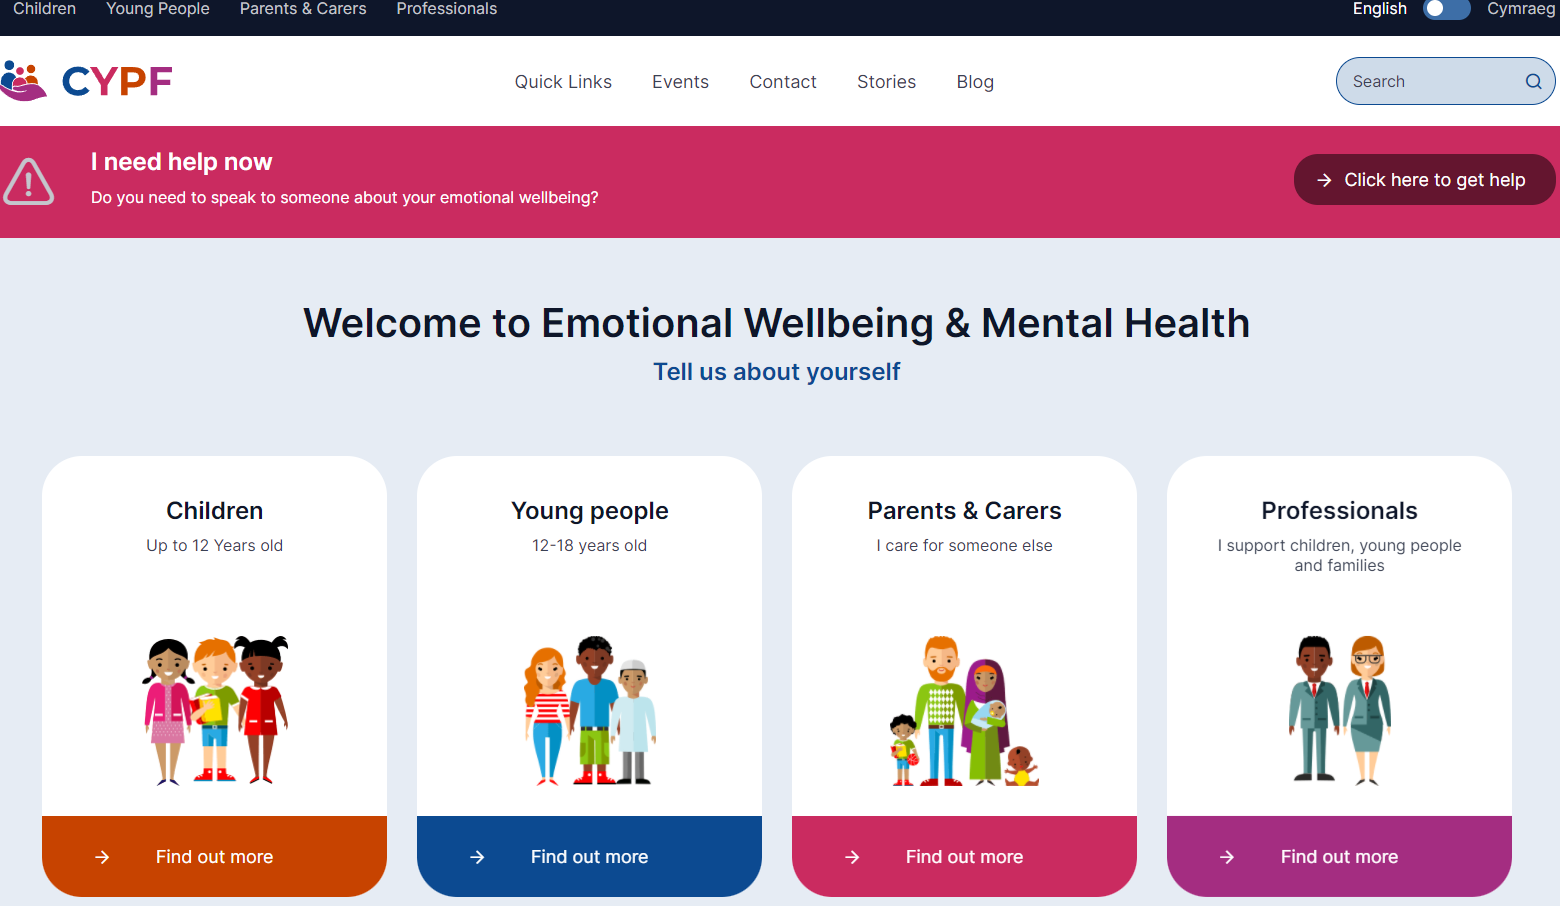 Children Young People Parents & Carers Professionals English Cymraeg
CYPF Quick Links Events Contact Stories Blog Search
I need help now
Do you need to speak to someone about your emotional wellbeing?
Click here to get help
Welcome to Emotional Wellbeing & Mental Health
Tell us about yourself
Children
Up to 12 Years old
Find out more
Young people
12-18 years old
Find out more
Parents & Carers
I care for someone else
Find out more
Professionals
I support children, young people
and families
Find out more